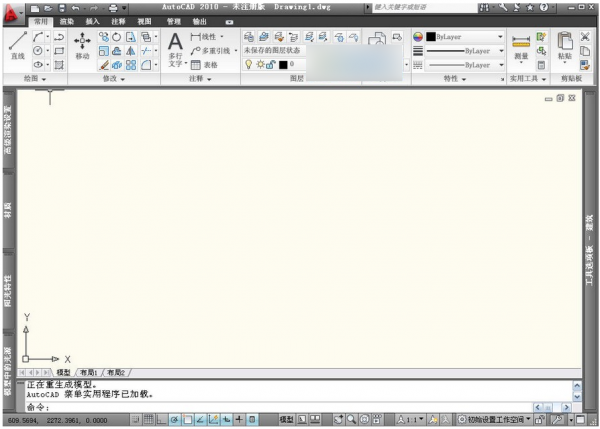 AutoCAD 2010 - 未注册版 Drawing1.dwg
键入关键字或短语
常用 渲染 插入 注释 视图 管理 输出
直线 移动 多行文字 线性 多重引线 表格
未保存的图层状态
0
ByLayer
ByLayer
ByLayer
测量 粘贴
绘图 修改 注释 图层 特性 实用工具 剪贴板
高级渲染设置
材质
阳光特性
模型中的光源
工具选项板 - 建筑
Y
X
模型 布局1 布局2
正在重生成模型。
AutoCAD 菜单实用程序已加载。
命令:
609.5694, 2272.3961, 0.0000
模型
1:1
初始设置工作空间